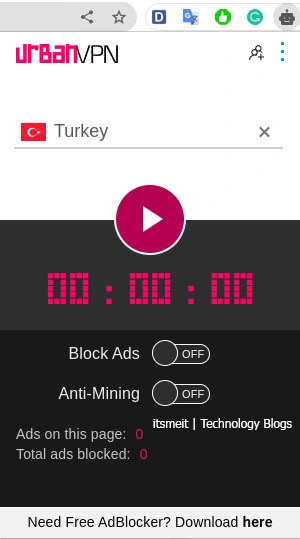 urbanVPN
Turkey
00 : 00 : 00
Block Ads OFF
Anti-Mining OFF
itsmeit | Technology Blogs
Ads on this page: 0
Total ads blocked: 0
Need Free AdBlocker? Download here